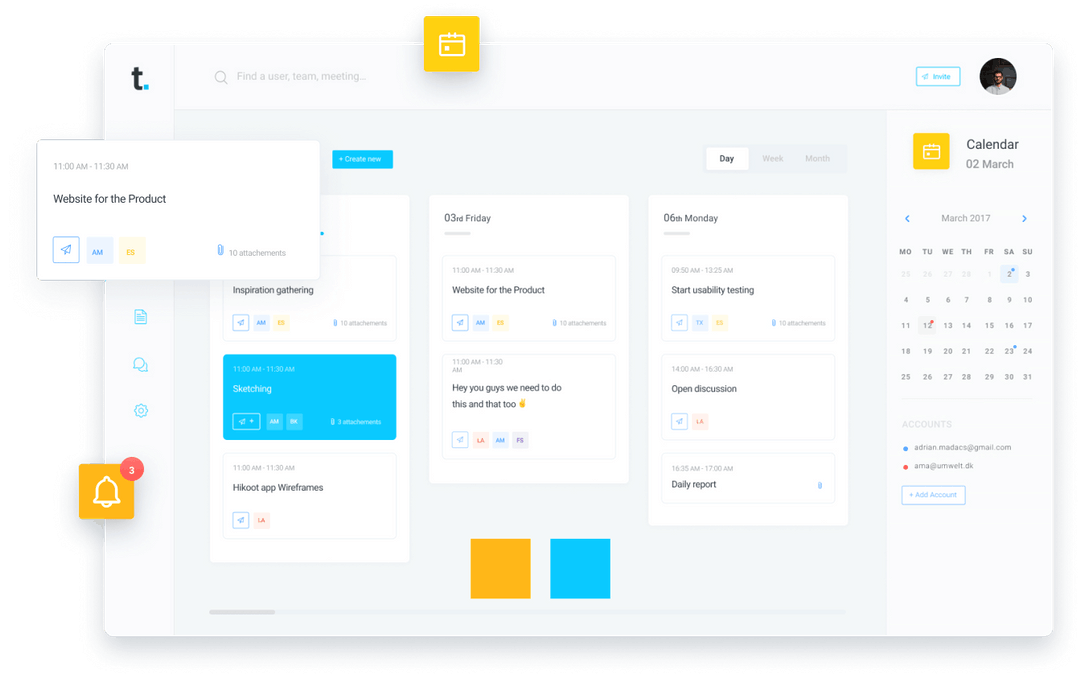 t.
Find a user, team, meeting...
Invite
11:00 AM - 11:30 AM
Website for the Product
AM
ES
10 attachements
+ Create new
Day
Week
Month
Calendar
02 March
Inspiration gathering
AM
ES
10 attachements
11:00 AM - 11:30 AM
Sketching
+
AM
BK
3 attachements
11:00 AM - 11:30 AM
Hikoot app Wireframes
LA
03rd Friday
11:00 AM - 11:30 AM
Website for the Product
AM
ES
10 attachements
11:00 AM - 11:30
AM
Hey you guys we need to do
this and that too ✌
LA
AM
FS
06th Monday
09:50 AM - 13:25 AM
Start usability testing
TX
ES
10 attachements
14:00 AM - 16:30 AM
Open discussion
LA
16:35 AM - 17:00 AM
Daily report
March 2017
MO TU WE TH FR SA SU
25 26 27 28 1 2 3
4 5 6 7 8 9 10
11 12 13 14 15 16 17
18 19 20 21 22 23 24
25 26 27 28 29 30 31
ACCOUNTS
adrian.madacs@gmail.com
ama@umwelt.dk
+ Add Account
3